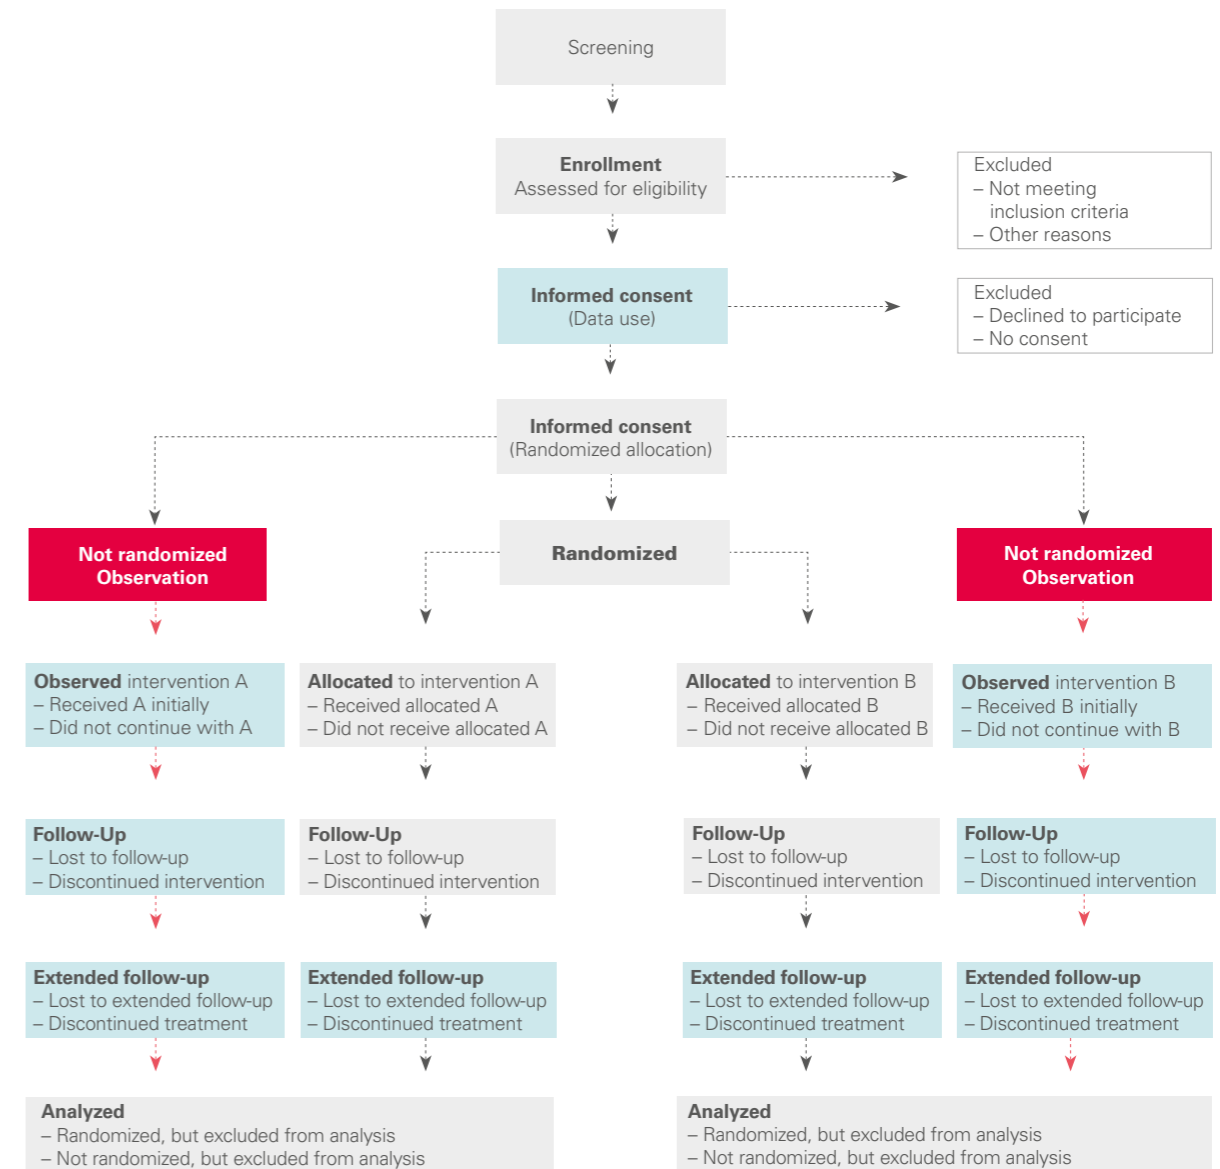 Screening
Enrollment
Assessed for eligibility
Excluded
– Not meeting
inclusion criteria
– Other reasons
Informed consent
(Data use)
Excluded
– Declined to participate
– No consent
Informed consent
(Randomized allocation)
Not randomized
Observation
Randomized
Not randomized
Observation
Observed intervention A
– Received A initially
– Did not continue with A
Allocated to intervention A
– Received allocated A
– Did not receive allocated A
Allocated to intervention B
– Received allocated B
– Did not receive allocated B
Observed intervention B
– Received B initially
– Did not continue with B
Follow-Up
– Lost to follow-up
– Discontinued intervention
Follow-Up
– Lost to follow-up
– Discontinued intervention
Follow-Up
– Lost to follow-up
– Discontinued intervention
Follow-Up
– Lost to follow-up
– Discontinued intervention
Extended follow-up
– Lost to extended follow-up
– Discontinued treatment
Extended follow-up
– Lost to extended follow-up
– Discontinued treatment
Extended follow-up
– Lost to extended follow-up
– Discontinued treatment
Extended follow-up
– Lost to extended follow-up
– Discontinued treatment
Analyzed
– Randomized, but excluded from analysis
– Not randomized, but excluded from analysis
Analyzed
– Randomized, but excluded from analysis
– Not randomized, but excluded from analysis